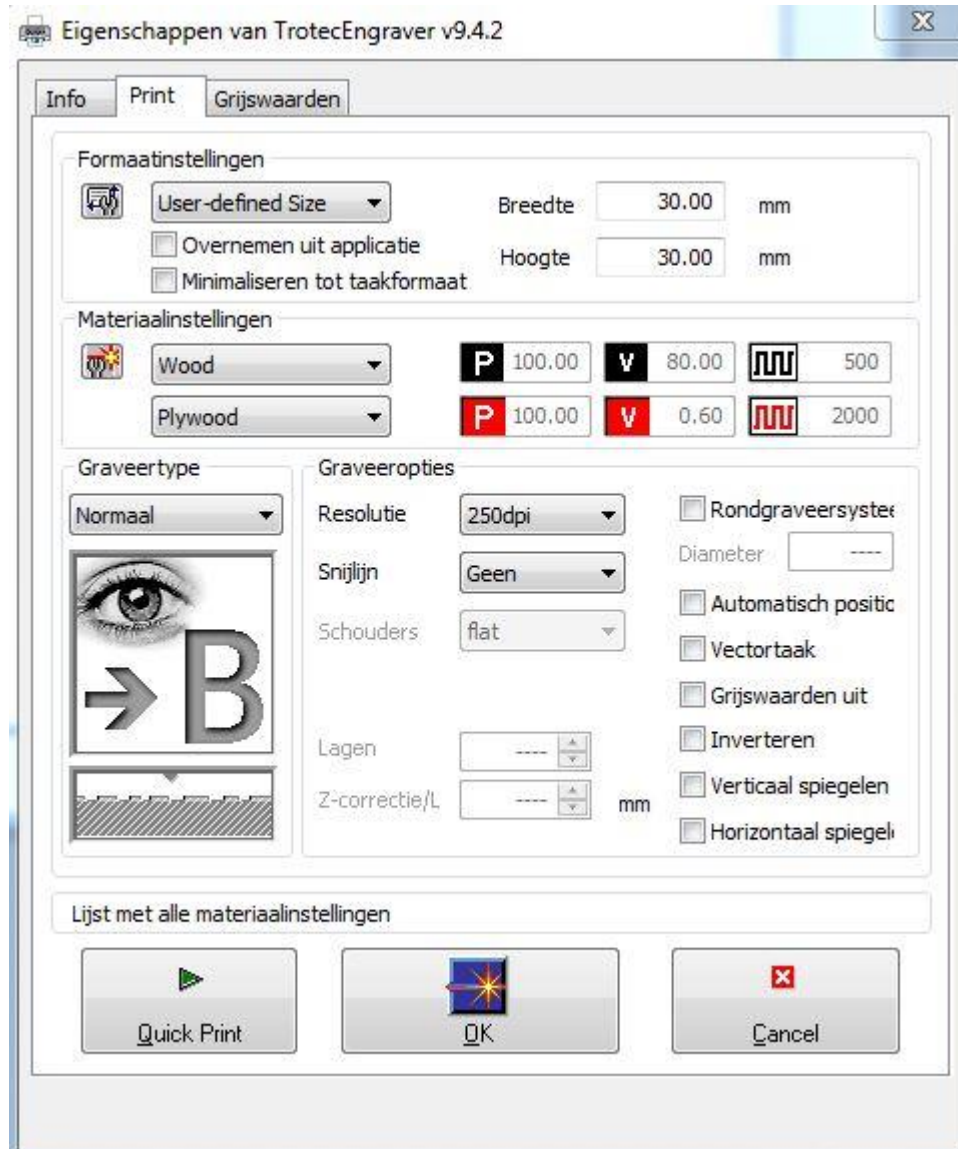 Eigenschappen van TrotecEngraver v9.4.2
Info Print Grijswaarden
Formaatinstellingen
User-defined Size Breedte 30.00 mm
Overnemen uit applicatie
Hoogte 30.00 mm
Minimaliseren tot taakformaat
Materiaalinstellingen
Wood P 100.00 V 80.00 500
Plywood P 100.00 V 0.60 2000
Graveertype Graveeropties
Normaal Resolutie 250dpi Rondgraveersystee
Diameter ----
Snijlijn Geen
Automatisch positic
Schouders flat
Vectortaak
B
Grijswaarden uit
Inverteren
Lagen ----
Verticaal spiegelen
Z-correctie/L ---- mm
Horizontaal spiegel
Lijst met alle materiaalinstellingen
Quick Print OK Cancel